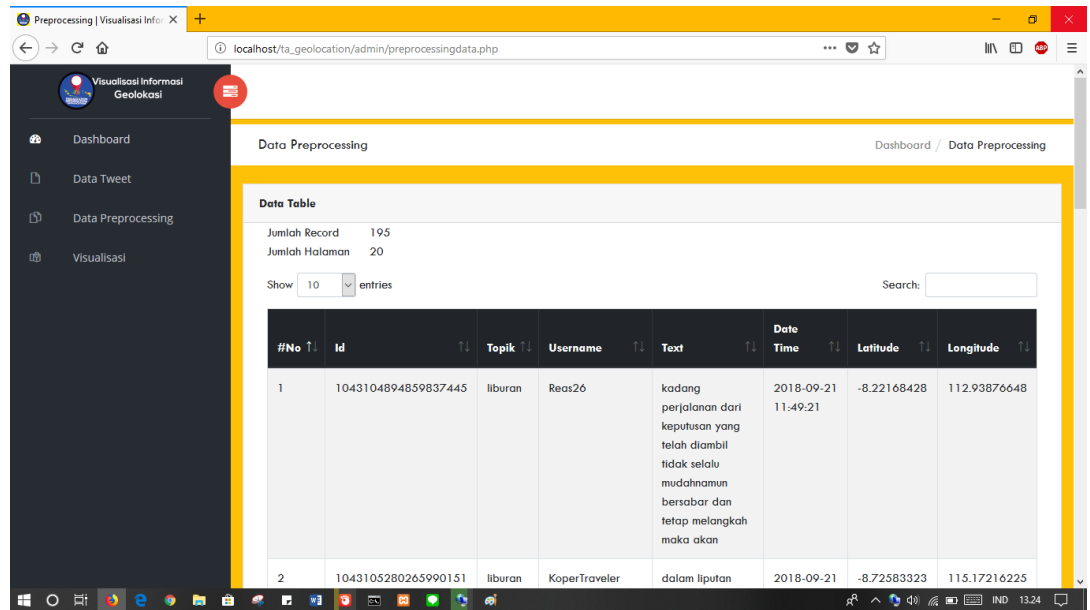 Preprocessing | Visualisasi Infor
localhost/ta_geolocation/admin/preprocessingdata.php
ABP
Visualisasi Informasi
Geolokasi
Dashboard
Data Tweet
Data Preprocessing
Visualisasi
Data Preprocessing
Dashboard / Data Preprocessing
Data Table
Jumlah Record 195
Jumlah Halaman 20
Show 10 entries
Search:
#No Id Topik Username Text Date Time Latitude Longitude
1 1043104894859837445 liburan Reas26 kadang 2018-09-21 -8.22168428 112.93876648
perjalanan dari 11:49:21
keputusan yang
telah diambil
tidak selalu
mudahnamun
bersabar dan
tetap melangkah
maka akan
2 1043105280265990151 liburan KoperTraveler dalam liputan 2018-09-21 -8.72583323 115.17216225
IND 13.24